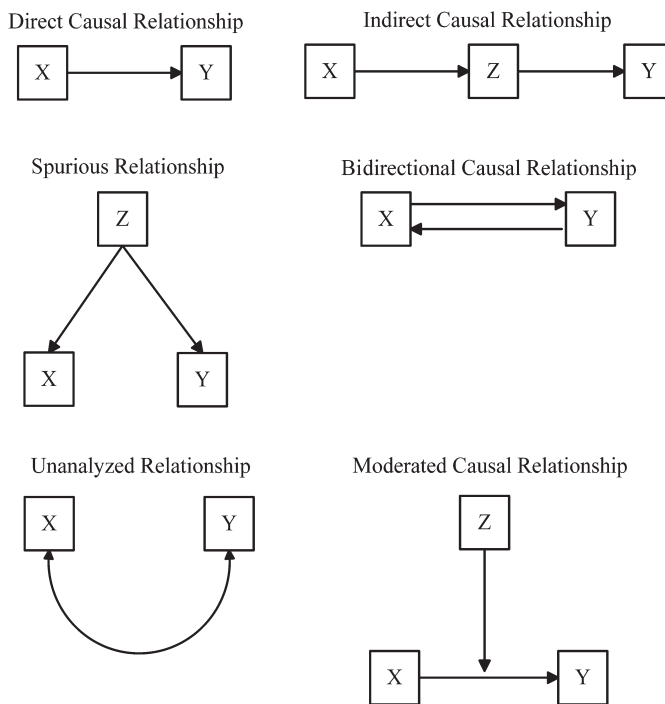 Direct Causal Relationship
X
Y
Indirect Causal Relationship
X
Z
Y
Spurious Relationship
Z
X
Y
Bidirectional Causal Relationship
X
Y
Unanalyzed Relationship
X
Y
Moderated Causal Relationship
Z
X
Y